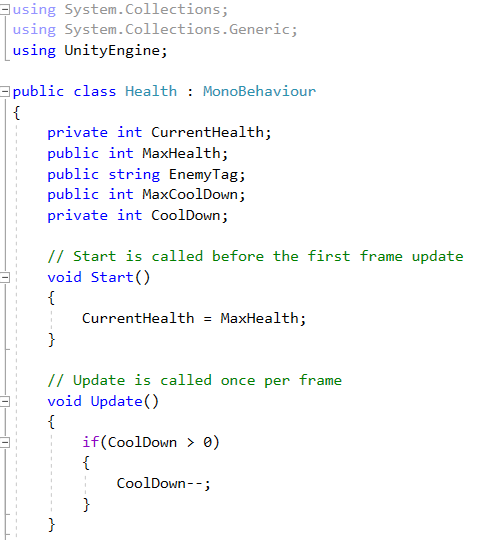 using System.Collections;
using System.Collections.Generic;
using UnityEngine;

public class Health : MonoBehaviour
{
    private int CurrentHealth;
    public int MaxHealth;
    public string EnemyTag;
    public int MaxCoolDown;
    private int CoolDown;

    // Start is called before the first frame update
    void Start()
    {
        CurrentHealth = MaxHealth;
    }

    // Update is called once per frame
    void Update()
    {
        if(CoolDown > 0)
        {
            CoolDown--;
        }
    }